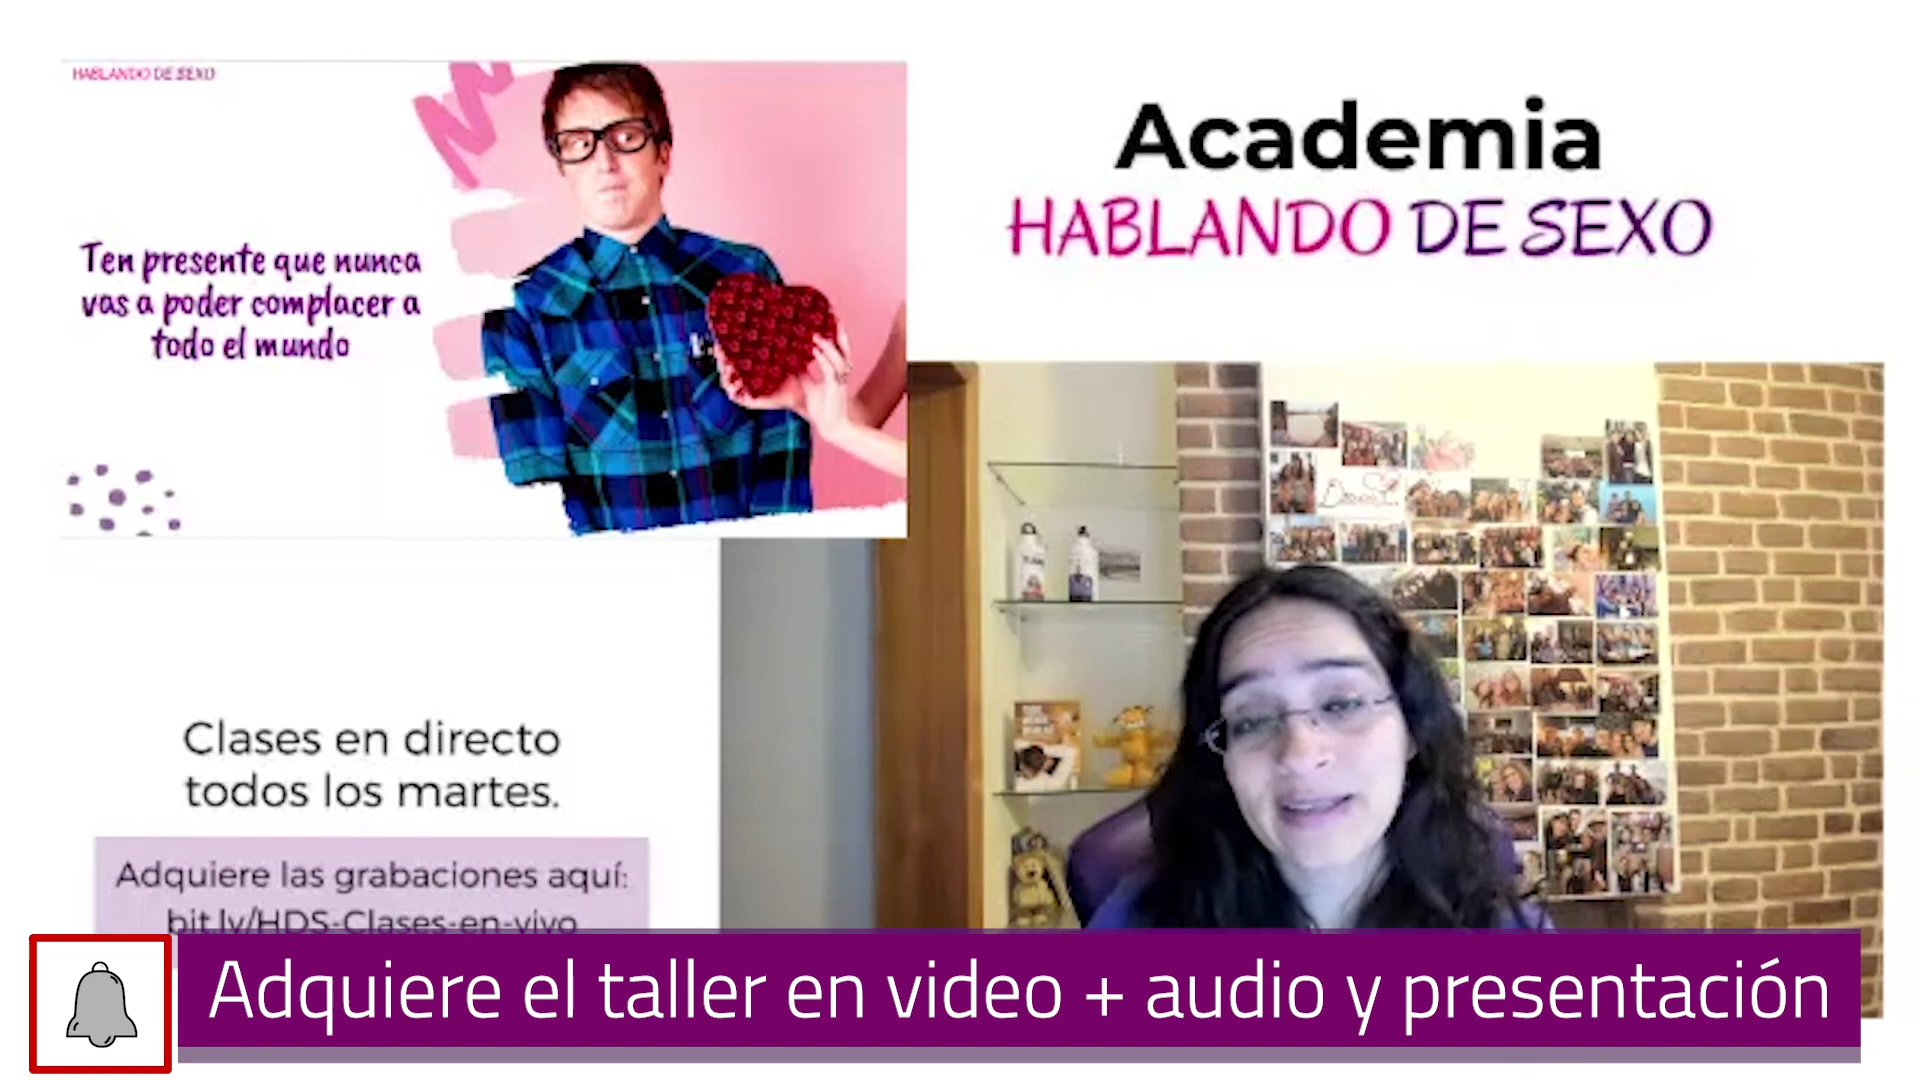 HABLANDO DE SEXO
Ten presente que nunca
vas a poder complacer a
todo el mundo
Academia
HABLANDO DE SEXO
Clases en directo
todos los martes.
Adquiere las grabaciones aquí:
bit.ly/HDS-Clases-en-vivo
Adquiere el taller en video + audio y presentación